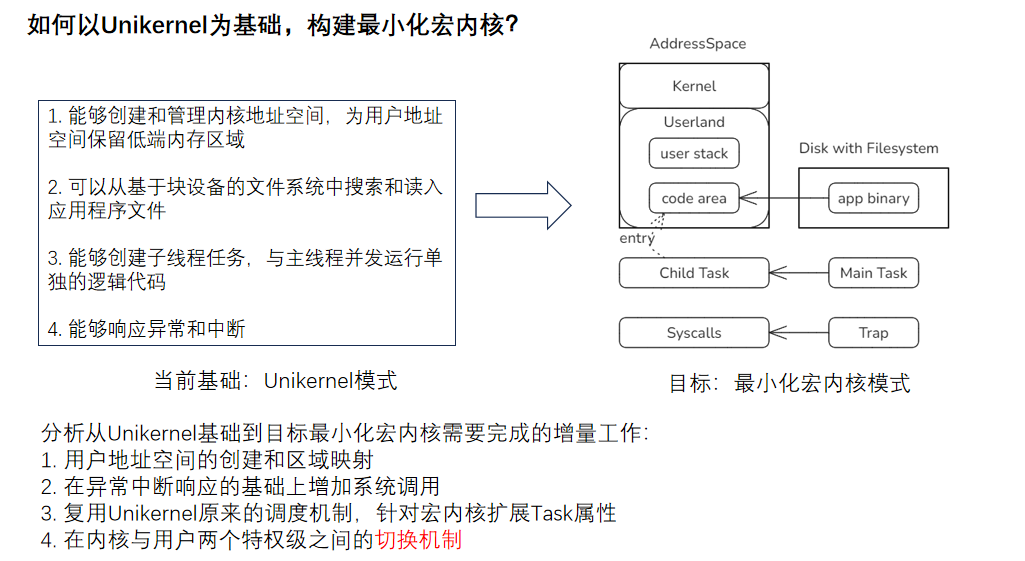 如何以Unikernel为基础，构建最小化宏内核？
1. 能够创建和管理内核地址空间，为用户地址
空间保留低端内存区域
2. 可以从基于块设备的文件系统中搜索和读入
应用程序文件
3. 能够创建子线程任务，与主线程并发运行单
独的逻辑代码
4. 能够响应异常和中断
当前基础：Unikernel模式
AddressSpace
Kernel
Userland
user stack
code area
Disk with Filesystem
app binary
entry
Child Task
Main Task
Syscalls
Trap
目标：最小化宏内核模式
分析从Unikernel基础到目标最小化宏内核需要完成的增量工作：
1. 用户地址空间的创建和区域映射
2. 在异常中断响应的基础上增加系统调用
3. 复用Unikernel原来的调度机制，针对宏内核扩展Task属性
4. 在内核与用户两个特权级之间的切换机制